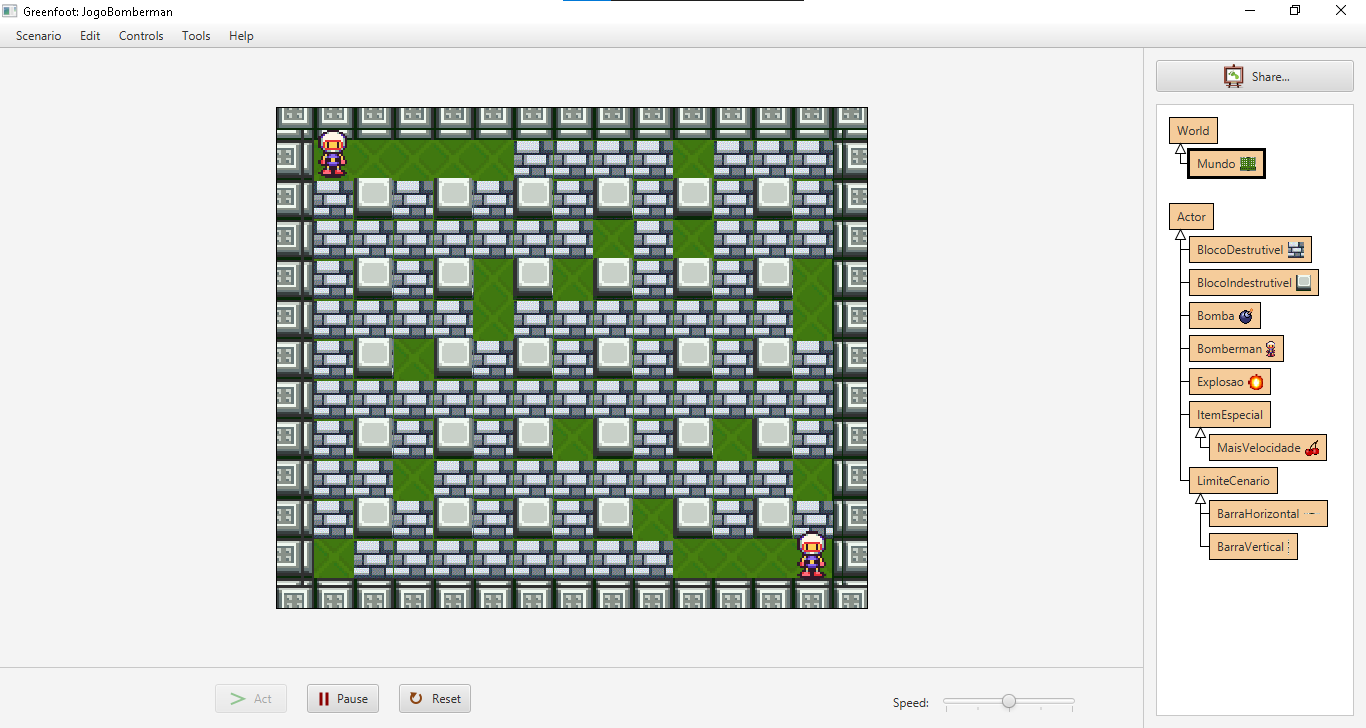 Greenfoot: JogoBomberman
Scenario Edit Controls Tools Help
Share...
World
Mundo
Actor
BlocoDestrutivel
BlocoIndestrutivel
Bomba
Bomberman
Explosao
ItemEspecial
MaisVelocidade
LimiteCenario
BarraHorizontal
BarraVertical
Act Pause Reset Speed: